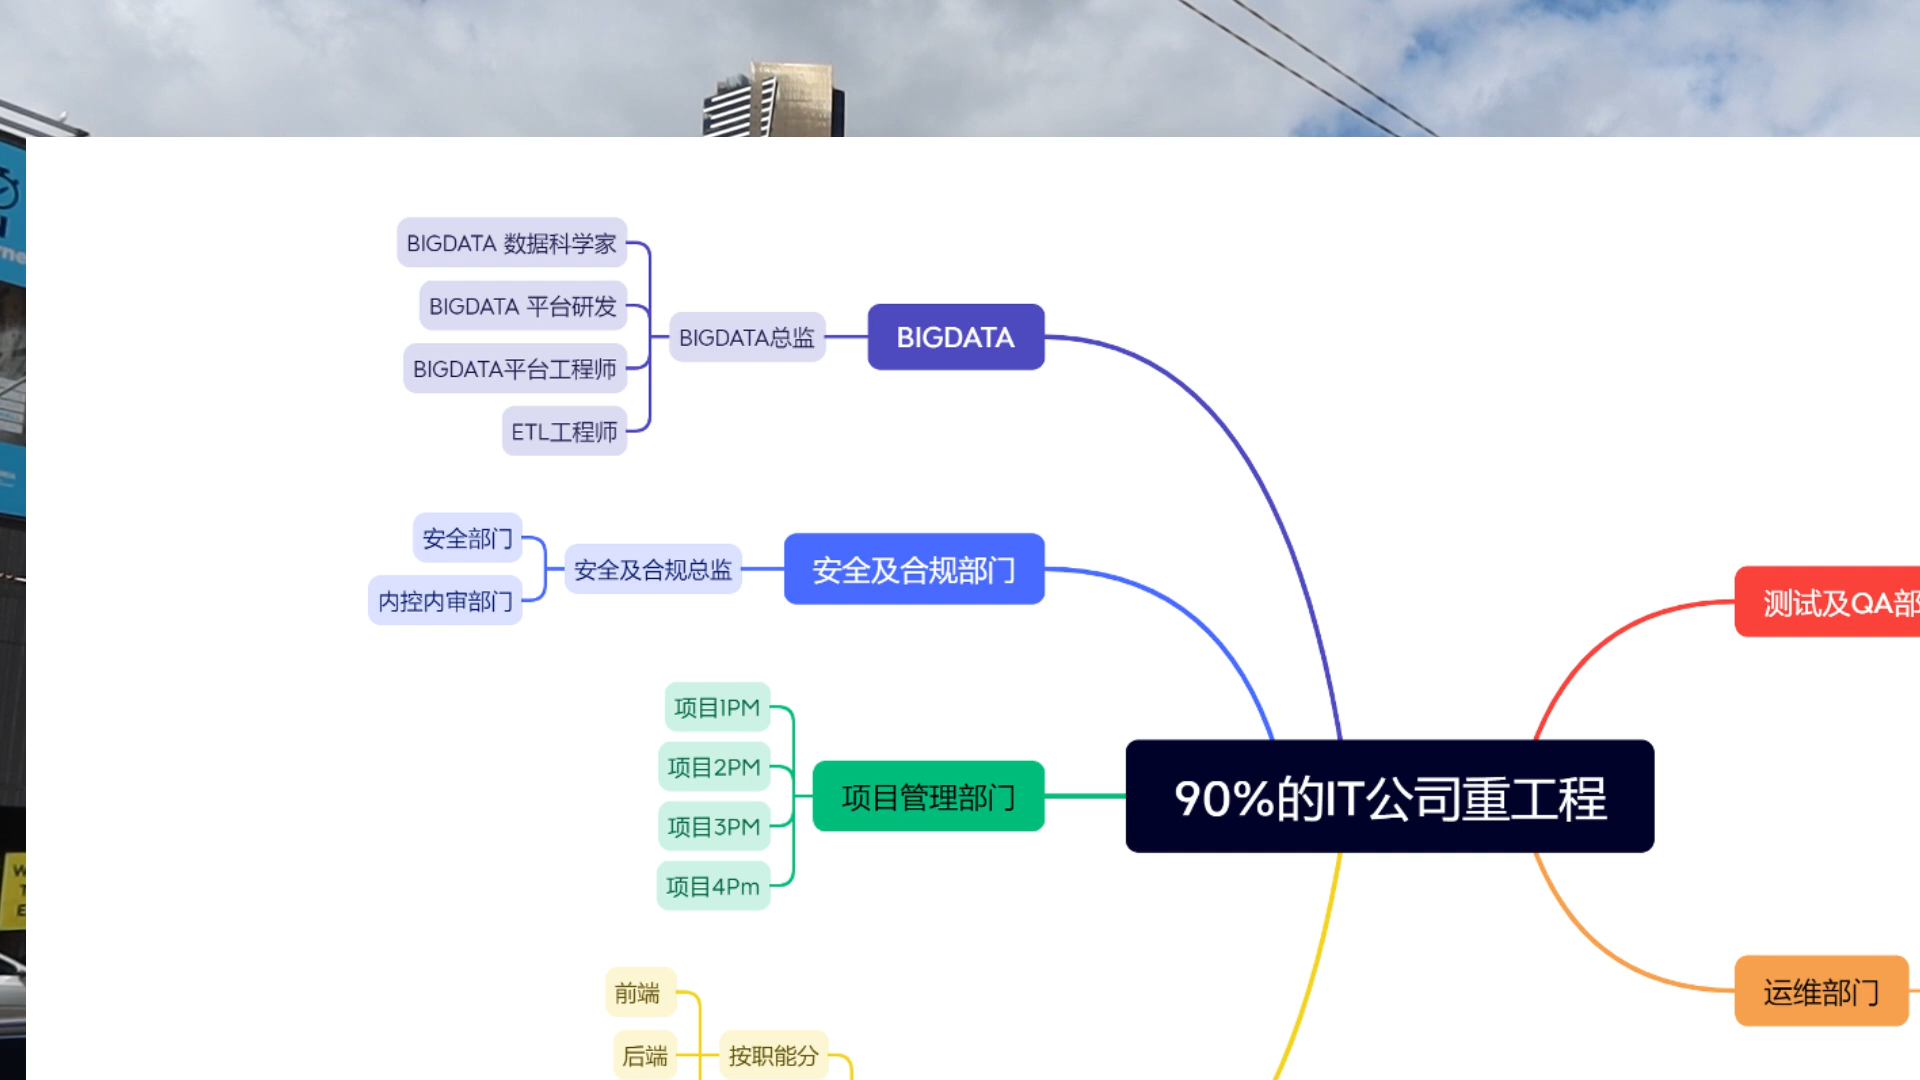 BIGDATA 数据科学家
BIGDATA 平台研发
BIGDATA平台工程师
ETL工程师
BIGDATA总监
BIGDATA
安全部门
内控内审部门
安全及合规总监
安全及合规部门
项目1PM
项目2PM
项目3PM
项目4Pm
项目管理部门
90%的IT公司重工程
测试及QA部
运维部门
前端
后端
按职能分